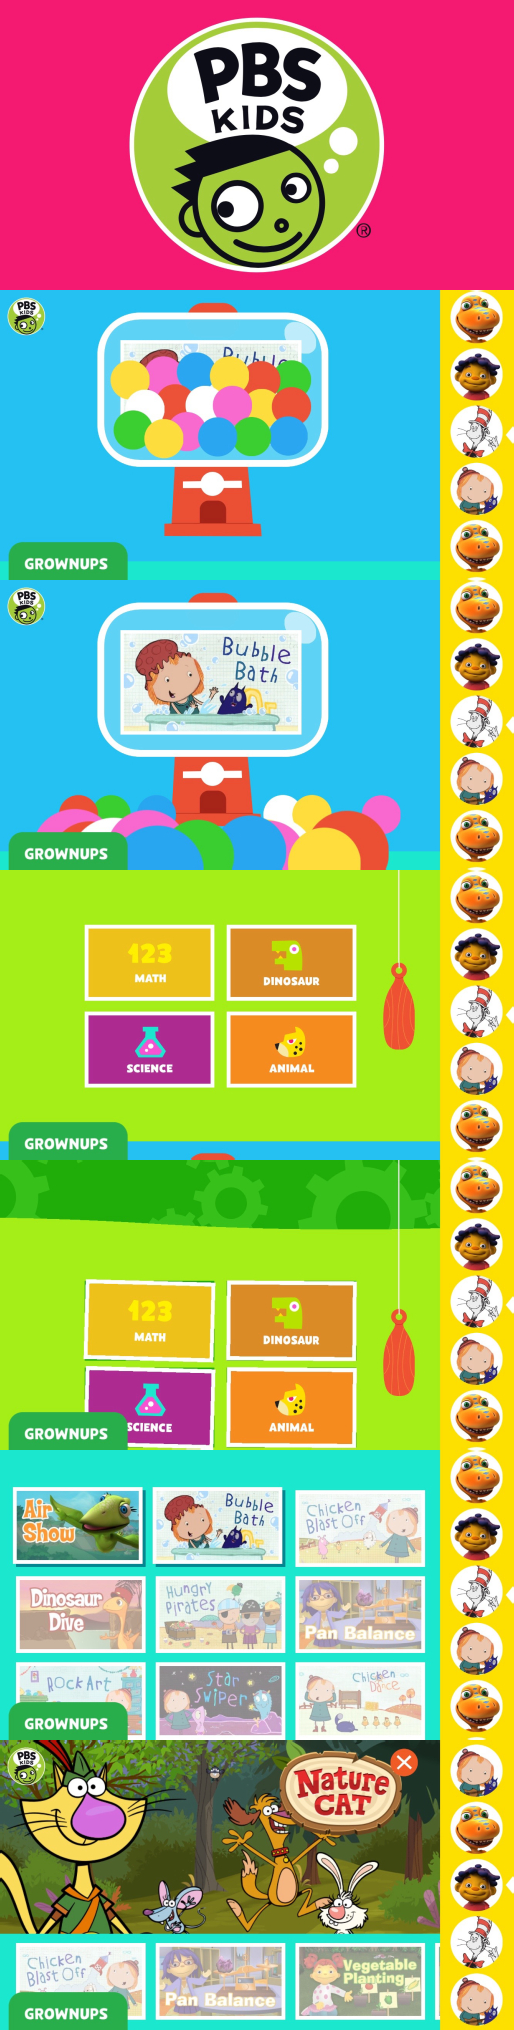 PBS
KIDS
®
PBS
KIDS
Bubble
GROWNUPS
PBS
KIDS
Bubble
Bath
GROWNUPS
123
MATH
DINOSAUR
SCIENCE
ANIMAL
GROWNUPS
123
MATH
DINOSAUR
SCIENCE
ANIMAL
GROWNUPS
Air
Show
Bubble
Bath
Chicken
Blast Off
Dinosaur
Dive
Hungry
Pirates
Pan Balance
Rock Art
Star
Swiper
Chicken
Dance
GROWNUPS
PBS
KIDS
Nature
CAT
Chicken
Blast Off
Pan Balance
Vegetable
Planting
GROWNUPS